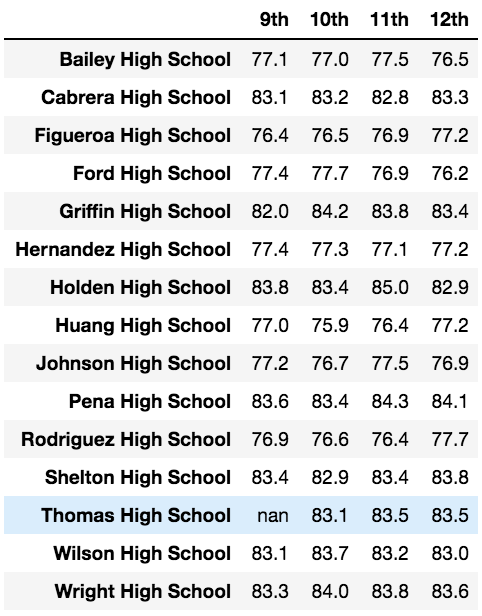 9th 10th 11th 12th
Bailey High School 77.1 77.0 77.5 76.5
Cabrera High School 83.1 83.2 82.8 83.3
Figueroa High School 76.4 76.5 76.9 77.2
Ford High School 77.4 77.7 76.9 76.2
Griffin High School 82.0 84.2 83.8 83.4
Hernandez High School 77.4 77.3 77.1 77.2
Holden High School 83.8 83.4 85.0 82.9
Huang High School 77.0 75.9 76.4 77.2
Johnson High School 77.2 76.7 77.5 76.9
Pena High School 83.6 83.4 84.3 84.1
Rodriguez High School 76.9 76.6 76.4 77.7
Shelton High School 83.4 82.9 83.4 83.8
Thomas High School nan 83.1 83.5 83.5
Wilson High School 83.1 83.7 83.2 83.0
Wright High School 83.3 84.0 83.8 83.6